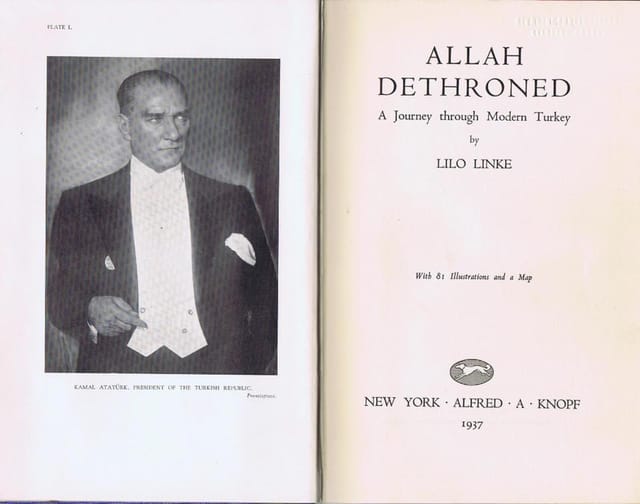 PLATE I.
KAMAL ATATÜRK, PRESIDENT OF THE TURKISH REPUBLIC.
Frontispiece.
ALLAH
DETHRONED
A Journey through Modern Turkey
by
LILO LINKE
With 81 Illustrations and a Map
NEW YORK · ALFRED · A · KNOPF
1937